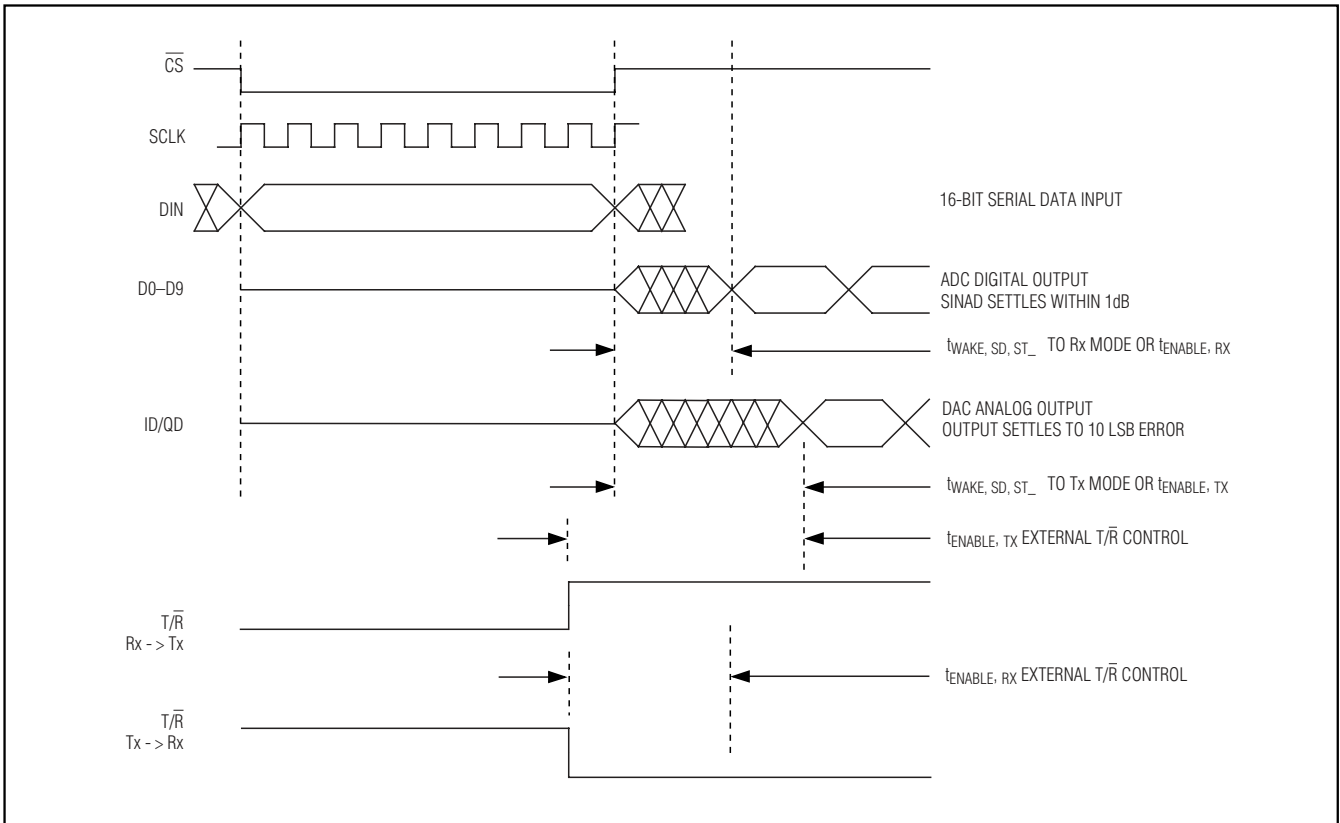 C̅S̅
SCLK
DIN
16-BIT SERIAL DATA INPUT
D0–D9
ADC DIGITAL OUTPUT
SINAD SETTLES WITHIN 1dB
tWAKE, SD, ST_ TO Rx MODE OR tENABLE, RX
ID/QD
DAC ANALOG OUTPUT
OUTPUT SETTLES TO 10 LSB ERROR
tWAKE, SD, ST_ TO Tx MODE OR tENABLE, TX
tENABLE, TX EXTERNAL T/R̅ CONTROL
T/R̅
Rx - > Tx
tENABLE, RX EXTERNAL T/R̅ CONTROL
T/R̅
Tx - > Rx